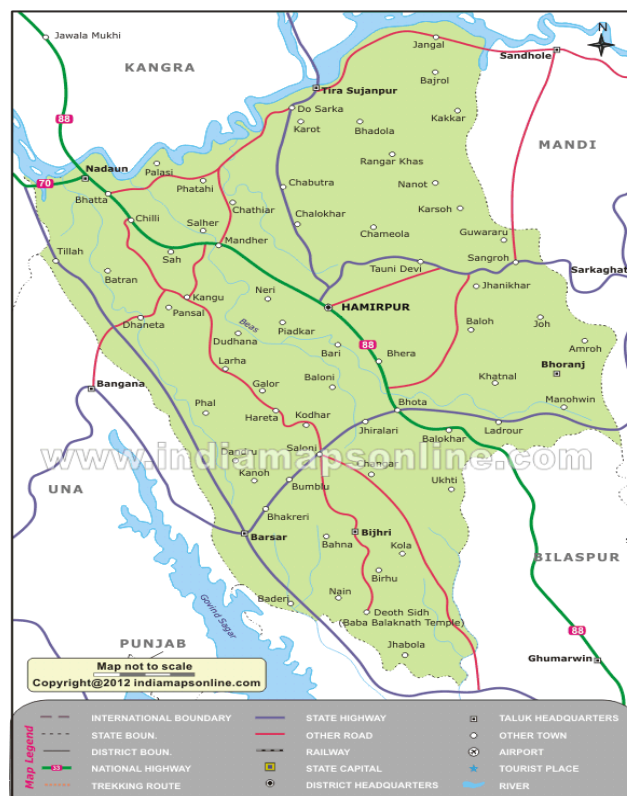 Jawala Mukhi
KANGRA
Jangal
Sandhole
N
Bajrol
Tira Sujanpur
Do Sarka
Kakkar
88
Karot
Bhadola
MANDI
Rangar Khas
Palasi
Nadaun
70
Phatahi
Chabutra
Nanot
Bhatta
Chathiar
Karsoh
Chilli
Chalokhar
Salher
Chameola
Guwararu
Mandher
Tillah
Sah
Tauni Devi
Sangroh
Batran
Sarkaghat
Neri
Jhanikhar
Kangu
HAMIRPUR
Pansal
Dhaneta
Beas
Piadkar
Baloh
Joh
Dudhana
Bari
88
Amroh
Larha
Bhera
Bhoranj
Bangana
Galor
Baloni
Khatnal
Phal
Hareta
Bhota
Manohwin
Kodhar
Jhiralari
Balokhar
Ladrour
Dandru
Saloni
www.indiamapsonline.com
Changar
Kanoh
Bumblu
Ukhti
UNA
Bhakreri
Barsar
Bahna
Bijhri
Kola
BILASPUR
Birhu
Govind Sagar
Baderi
Nain
Deoth Sidh
(Baba Balaknath Temple)
88
PUNJAB
Jhabola
Ghumarwin
Map not to scale
Copyright@2012 indiamapsonline.com
Map Legend
INTERNATIONAL BOUNDARY
STATE HIGHWAY
TALUK HEADQUARTERS
STATE BOUN.
OTHER ROAD
OTHER TOWN
DISTRICT BOUN.
RAILWAY
AIRPORT
53
NATIONAL HIGHWAY
STATE CAPITAL
TOURIST PLACE
TREKKING ROUTE
DISTRICT HEADQUARTERS
RIVER